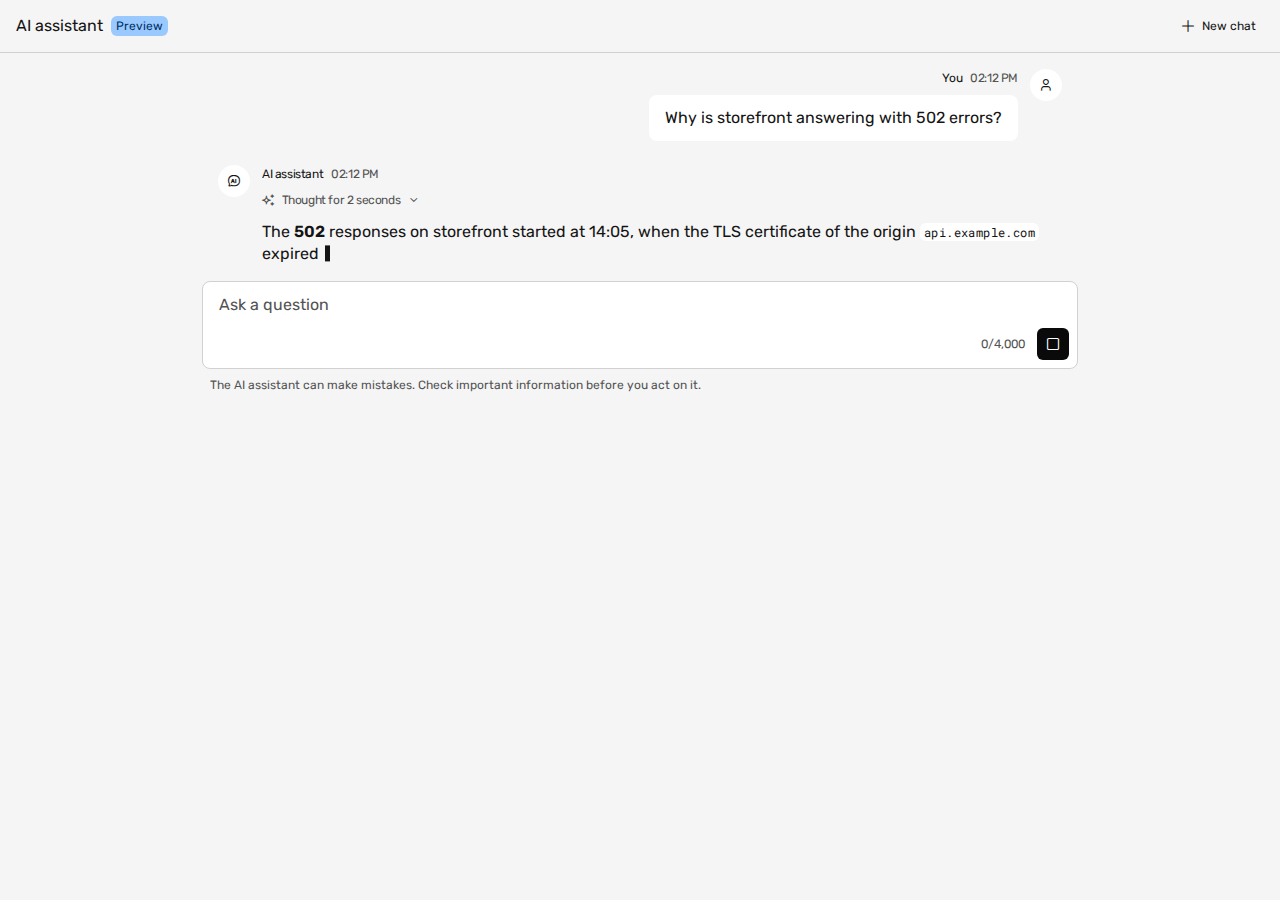 AI assistant Preview
New chat
You 02:12 PM
Why is storefront answering with 502 errors?
AI
AI assistant 02:12 PM
Thought for 2 seconds
The 502 responses on storefront started at 14:05, when the TLS certificate of the origin api.example.com
expired
Ask a question
0/4,000
The AI assistant can make mistakes. Check important information before you act on it.